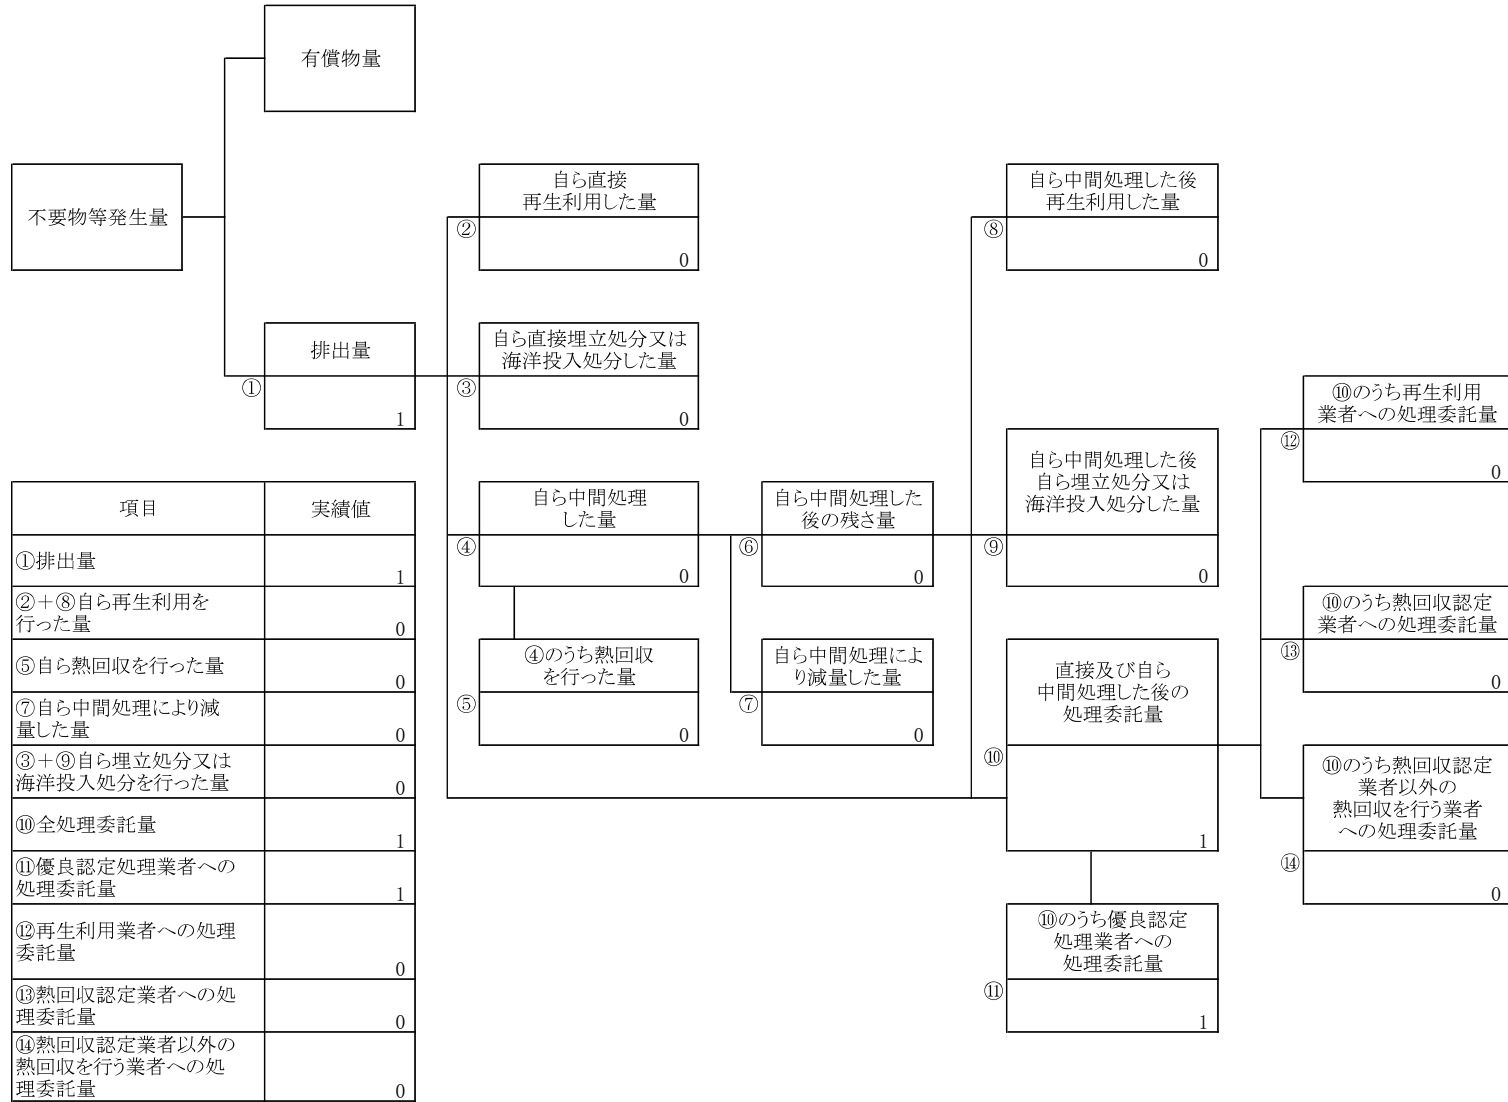 有償物量
不要物等発生量
排出量
①
1
自ら直接
再生利用した量
②
0
自ら直接埋立処分又は
海洋投入処分した量
③
0
自ら中間処理
した量
④
0
④のうち熱回収
を行った量
⑤
0
自ら中間処理した
後の残さ量
⑥
0
自ら中間処理によ
り減量した量
⑦
0
自ら中間処理した後
再生利用した量
⑧
0
自ら中間処理した後
自ら埋立処分又は
海洋投入処分した量
⑨
0
直接及び自ら
中間処理した後の
処理委託量
⑩
1
⑩のうち優良認定
処理業者への
処理委託量
⑪
1
⑩のうち再生利用
業者への処理委託量
⑫
0
⑩のうち熱回収認定
業者への処理委託量
⑬
0
⑩のうち熱回収認定
業者以外の
熱回収を行う業者
への処理委託量
⑭
0
項目 実績値
①排出量
1
②＋⑧自ら再生利用を
行った量
0
⑤自ら熱回収を行った量
0
⑦自ら中間処理により減
量した量
0
③＋⑨自ら埋立処分又は
海洋投入処分を行った量
0
⑩全処理委託量
1
⑪優良認定処理業者への
処理委託量
1
⑫再生利用業者への処理
委託量
0
⑬熱回収認定業者への処
理委託量
0
⑭熱回収認定業者以外の
熱回収を行う業者への処
理委託量
0